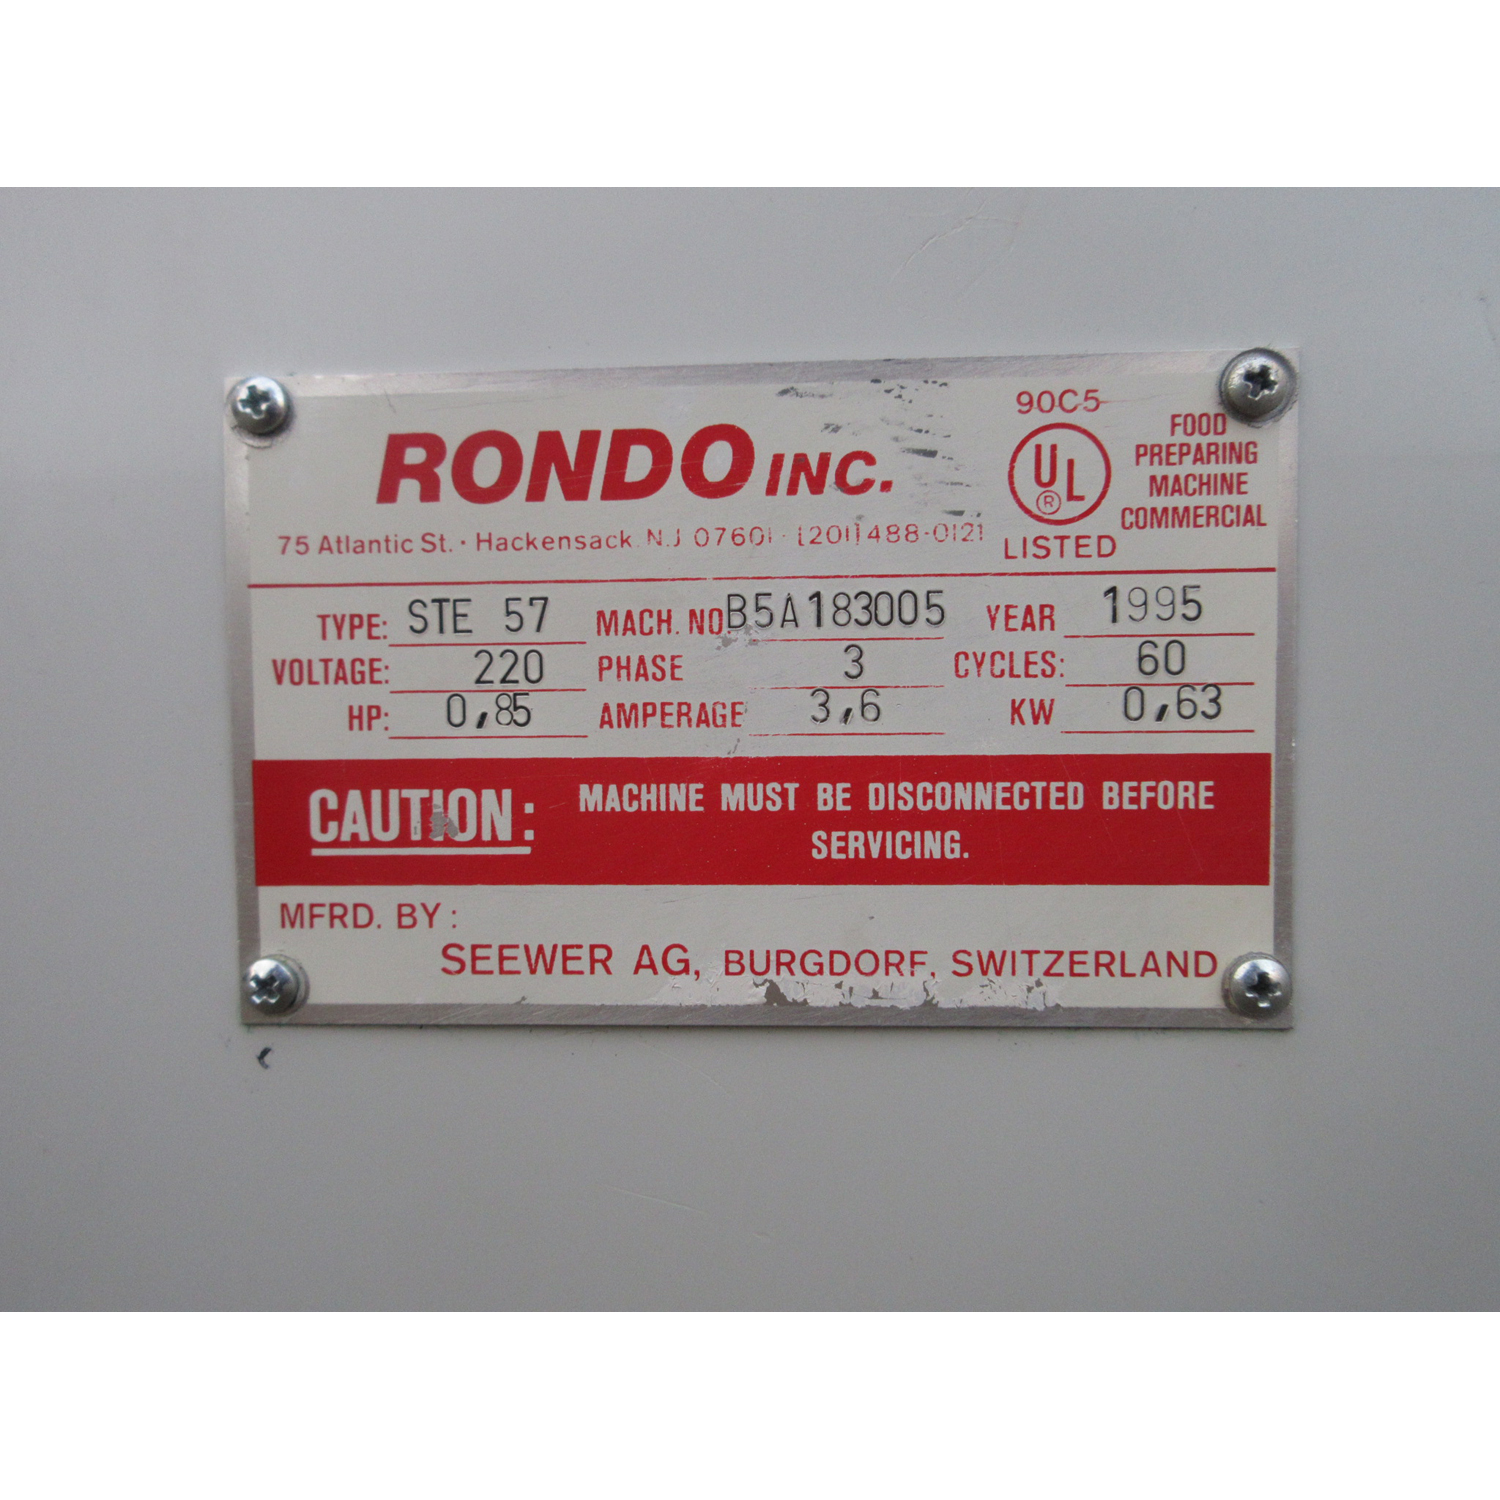 RONDO INC.
75 Atlantic St. · Hackensack N.J 07601 · (201) 488-0121
90C5
UL
®
LISTED
FOOD
PREPARING
MACHINE
COMMERCIAL
TYPE: STE 57 MACH. NO B5A183005 YEAR 1995
VOLTAGE: 220 PHASE 3 CYCLES: 60
HP: 0,85 AMPERAGE 3,6 KW 0,63
CAUTION: MACHINE MUST BE DISCONNECTED BEFORE
SERVICING.
MFRD. BY:
SEEWER AG, BURGDORF, SWITZERLAND